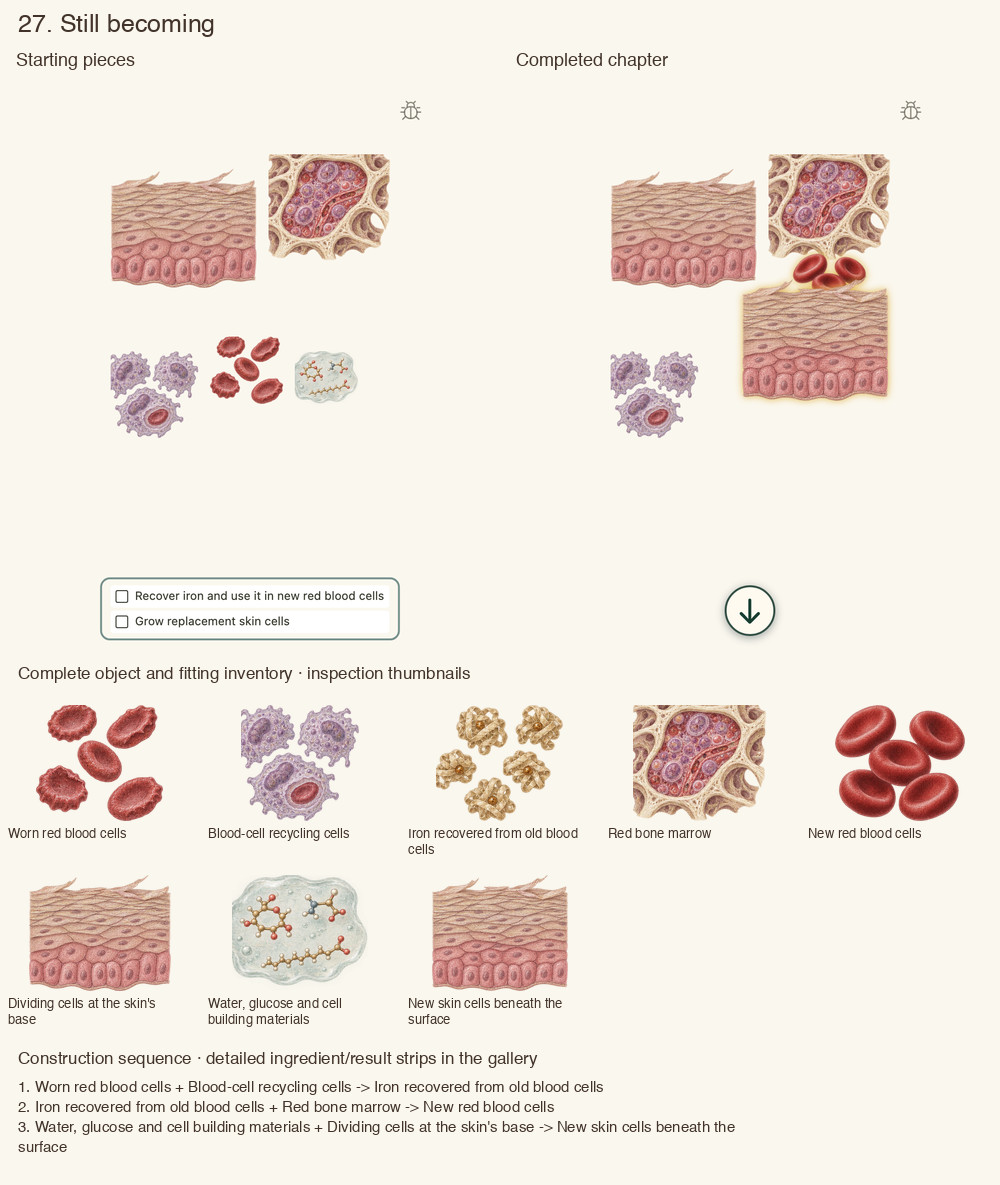 27. Still becoming
Starting pieces
Completed chapter
Recover iron and use it in new red blood cells
Grow replacement skin cells
Complete object and fitting inventory · inspection thumbnails
Worn red blood cells
Blood-cell recycling cells
Iron recovered from old blood
cells
Red bone marrow
New red blood cells
Dividing cells at the skin's
base
Water, glucose and cell
building materials
New skin cells beneath the
surface
Construction sequence · detailed ingredient/result strips in the gallery
1. Worn red blood cells + Blood-cell recycling cells -> Iron recovered from old blood cells
2. Iron recovered from old blood cells + Red bone marrow -> New red blood cells
3. Water, glucose and cell building materials + Dividing cells at the skin's base -> New skin cells beneath the
surface